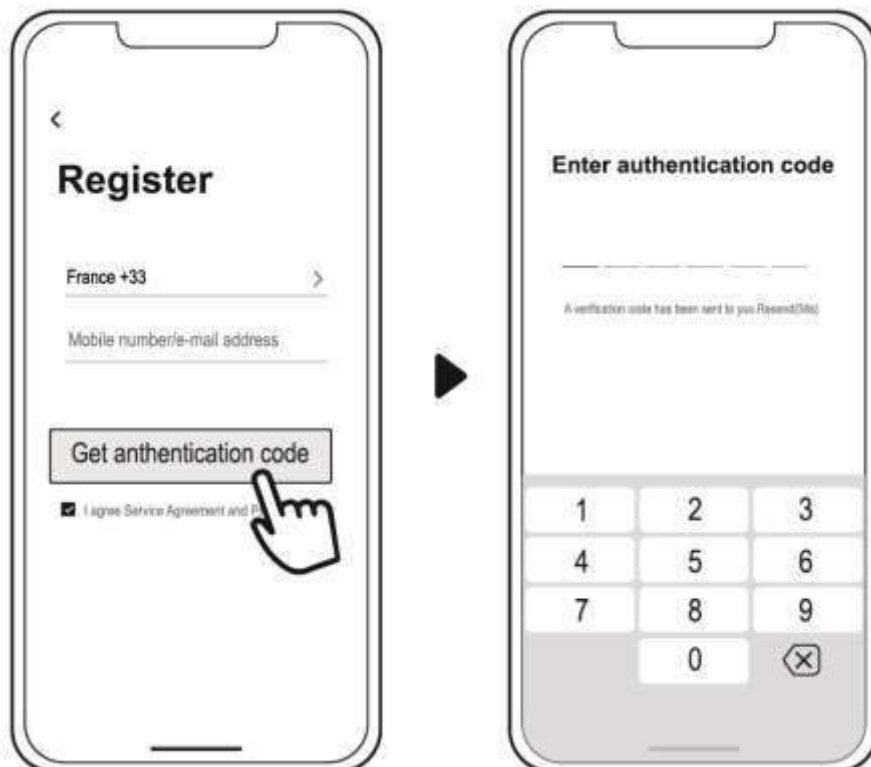 Register
France +33
Mobile number/e-mail address
Get anthentication code
I agree Service Agreement and
Enter authentication code
A verification code has been sent to you Resend
1 2 3
4 5 6
7 8 9
0